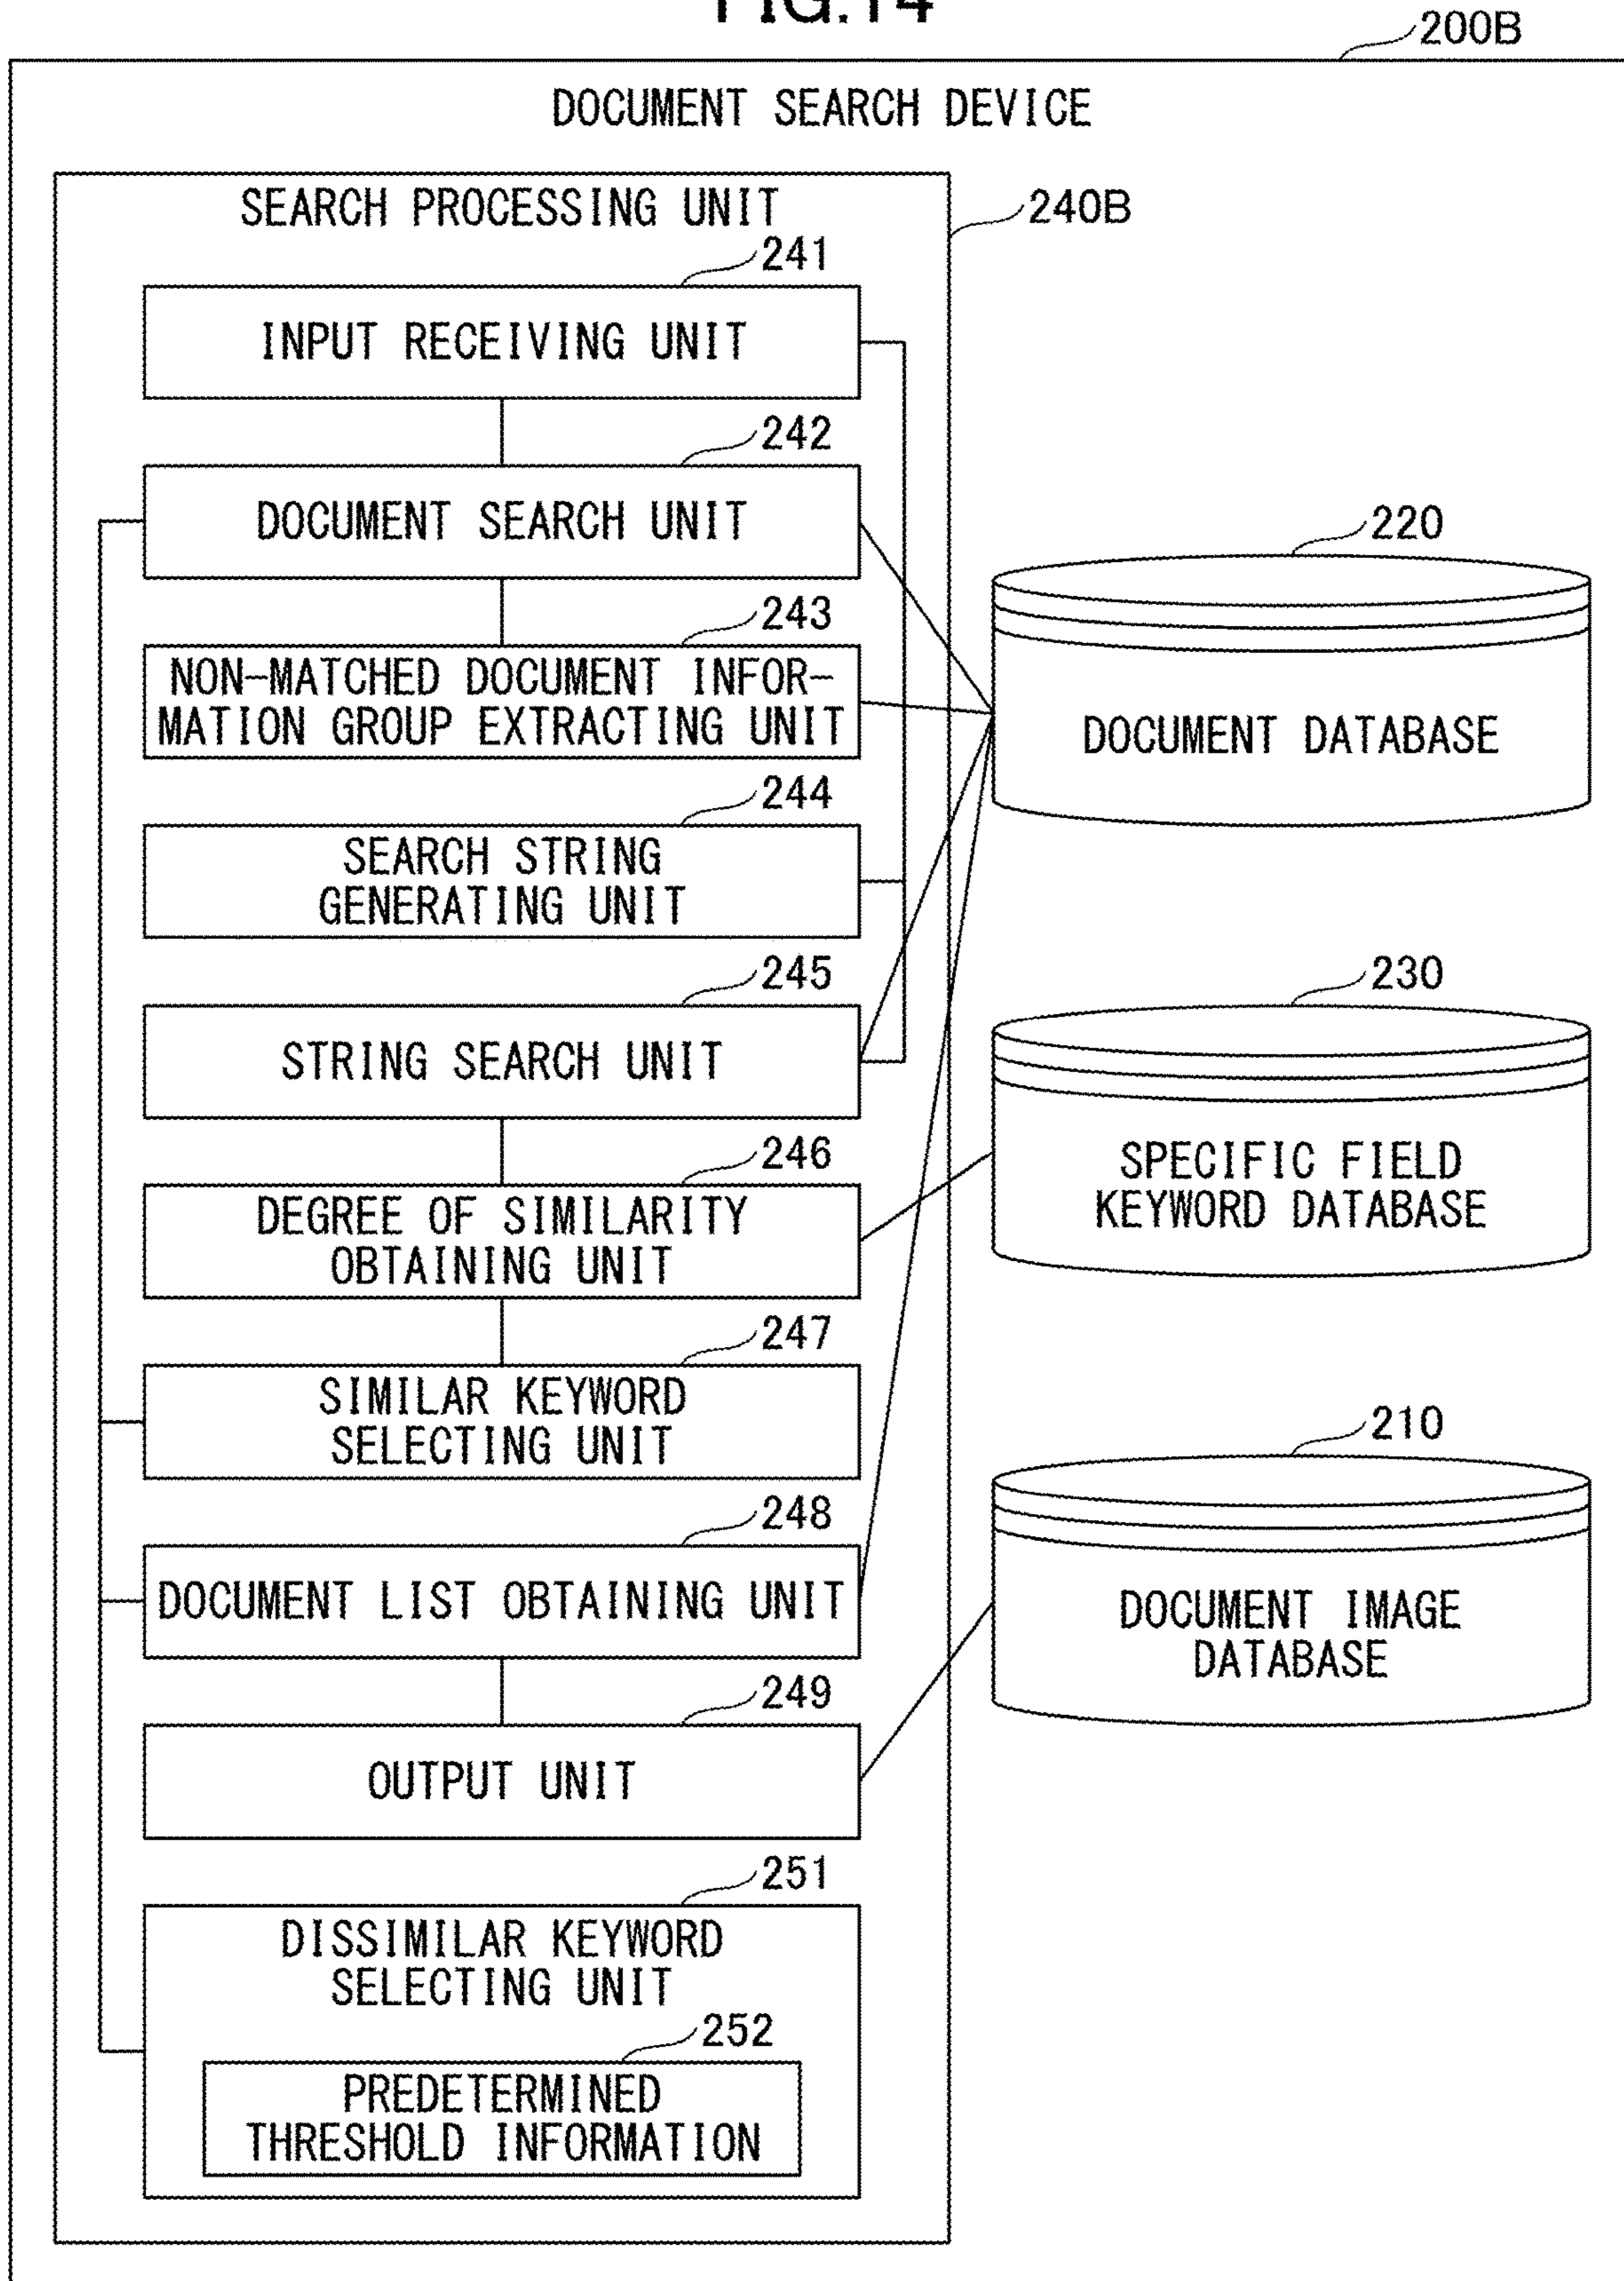 FIG.14
200B
DOCUMENT SEARCH DEVICE
SEARCH PROCESSING UNIT
240B
241
INPUT RECEIVING UNIT
242
DOCUMENT SEARCH UNIT
243
NON-MATCHED DOCUMENT INFOR-
MATION GROUP EXTRACTING UNIT
244
SEARCH STRING
GENERATING UNIT
245
STRING SEARCH UNIT
246
DEGREE OF SIMILARITY
OBTAINING UNIT
247
SIMILAR KEYWORD
SELECTING UNIT
248
DOCUMENT LIST OBTAINING UNIT
249
OUTPUT UNIT
251
DISSIMILAR KEYWORD
SELECTING UNIT
252
PREDETERMINED
THRESHOLD INFORMATION
220
DOCUMENT DATABASE
230
SPECIFIC FIELD
KEYWORD DATABASE
210
DOCUMENT IMAGE
DATABASE